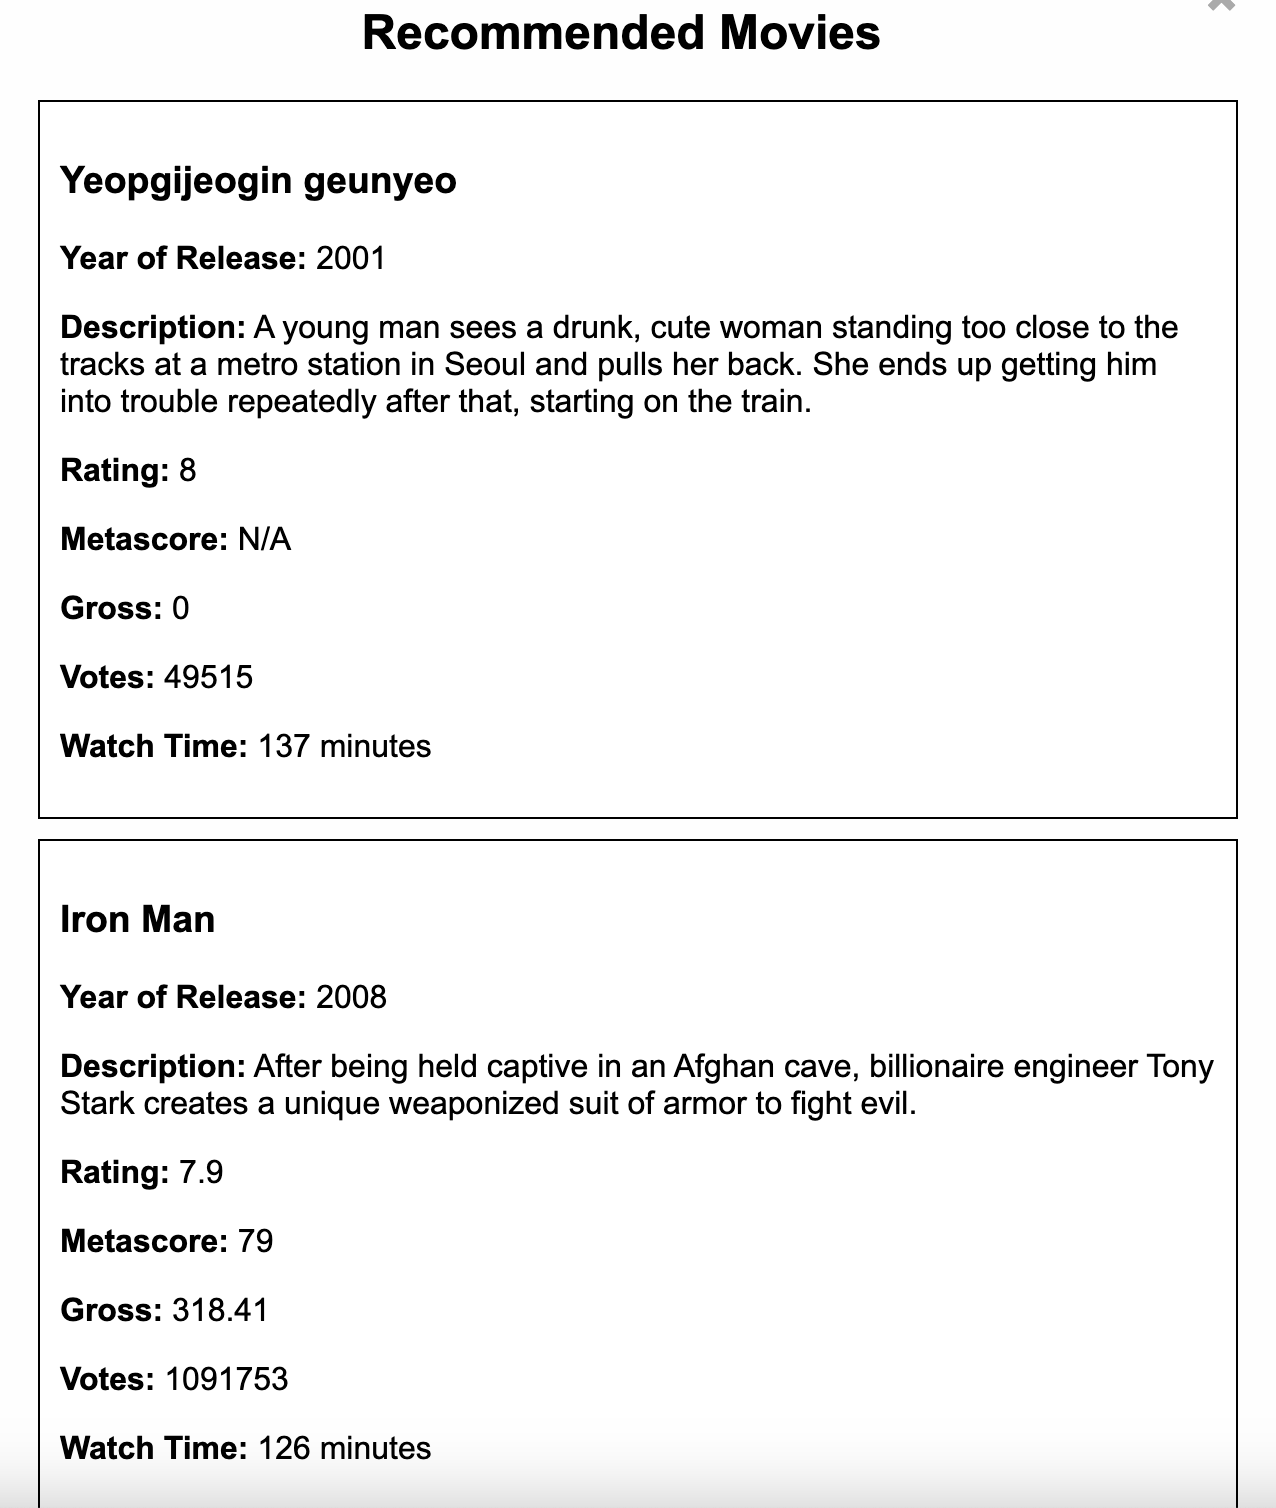 Recommended Movies
Yeopgijeogin geunyeo
Year of Release: 2001
Description: A young man sees a drunk, cute woman standing too close to the
tracks at a metro station in Seoul and pulls her back. She ends up getting him
into trouble repeatedly after that, starting on the train.
Rating: 8
Metascore: N/A
Gross: 0
Votes: 49515
Watch Time: 137 minutes
Iron Man
Year of Release: 2008
Description: After being held captive in an Afghan cave, billionaire engineer Tony
Stark creates a unique weaponized suit of armor to fight evil.
Rating: 7.9
Metascore: 79
Gross: 318.41
Votes: 1091753
Watch Time: 126 minutes